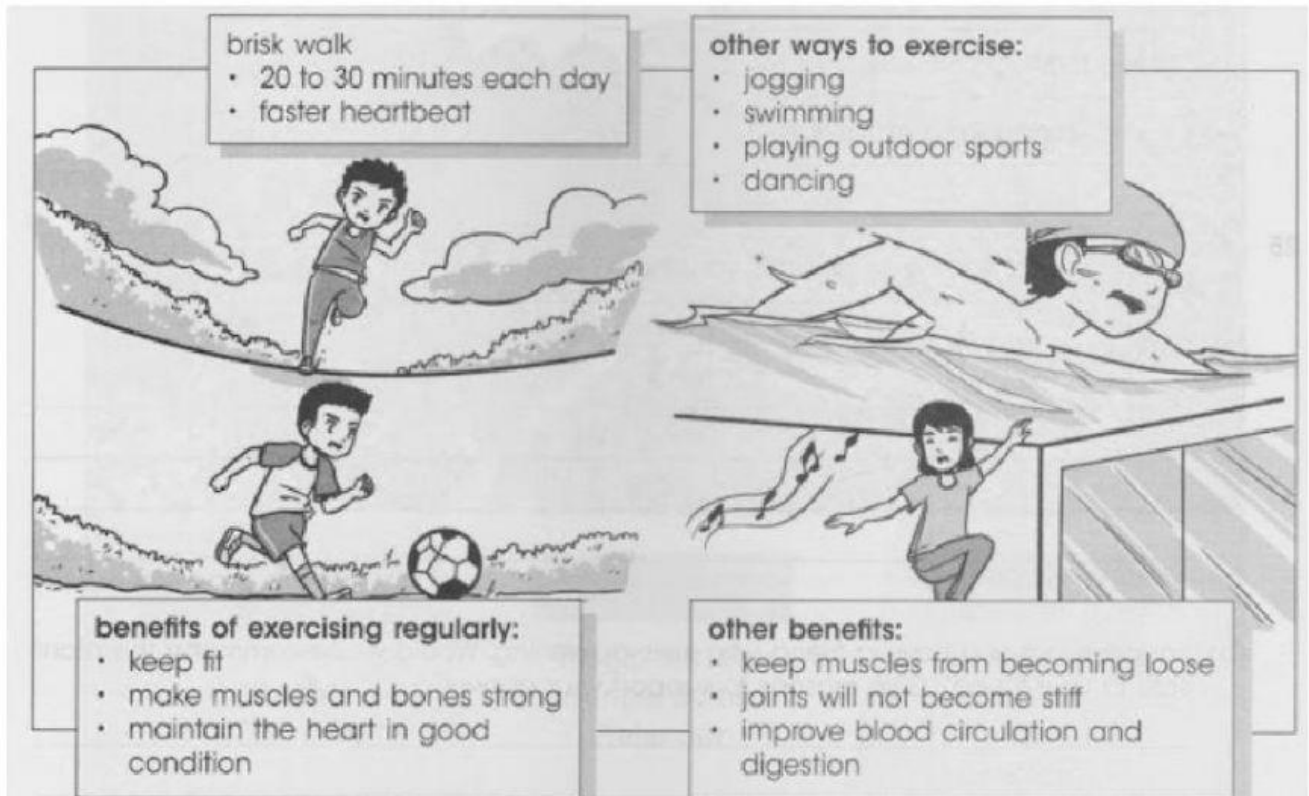 brisk walk
• 20 to 30 minutes each day
• faster heartbeat
other ways to exercise:
• jogging
• swimming
• playing outdoor sports
• dancing
benefits of exercising regularly:
• keep fit
• make muscles and bones strong
• maintain the heart in good
condition
other benefits:
• keep muscles from becoming loose
• joints will not become stiff
• improve blood circulation and
digestion